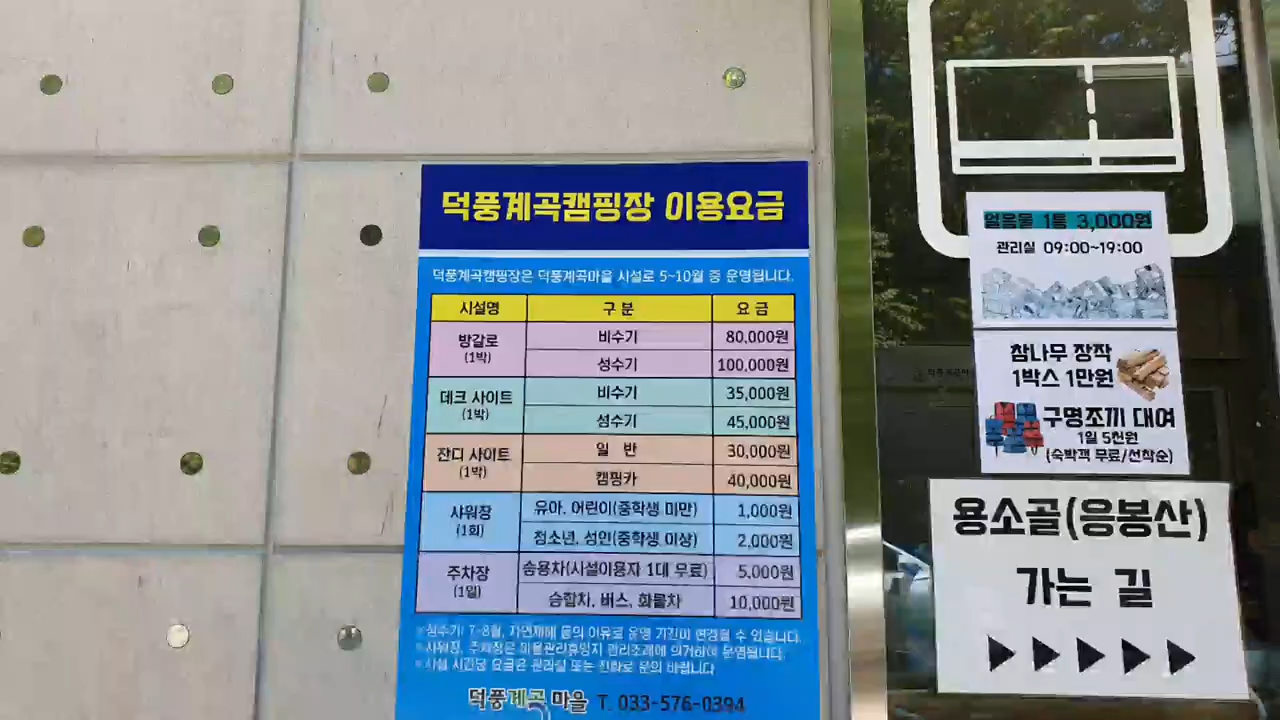 덕풍계곡캠핑장 이용요금
덕풍계곡캠핑장은 덕풍계곡마을 시설로 5~10월 중 운영됩니다.
시설명 구분 요금
방갈로 (1박) 비수기 80,000원
성수기 100,000원
데크 사이트 (1박) 비수기 35,000원
성수기 45,000원
잔디 사이트 (1박) 일 반 30,000원
캠핑카 40,000원
샤워장 (1회) 유아, 어린이(중학생 미만) 1,000원
청소년, 성인(중학생 이상) 2,000원
주차장 (1일) 승용차(시설이용자 1대 무료) 5,000원
승합차, 버스, 화물차 10,000원
성수기: 7~8월, 자연재해 등의 이유로 운영 기간이 변경될 수 있습니다.
샤워장, 주차장은 관리조례에 의거하여 운영됩니다.
시설 요금은 관리실 또는 전화로 문의 바랍니다.
덕풍계곡 마을 T. 033-576-0394
얼음물 1통 3,000원
관리실 09:00~19:00
참나무 장작
1박스 1만원
구명조끼 대여
1일 5천원
(숙박객 무료/선착순)
용소골(응봉산)
가는 길